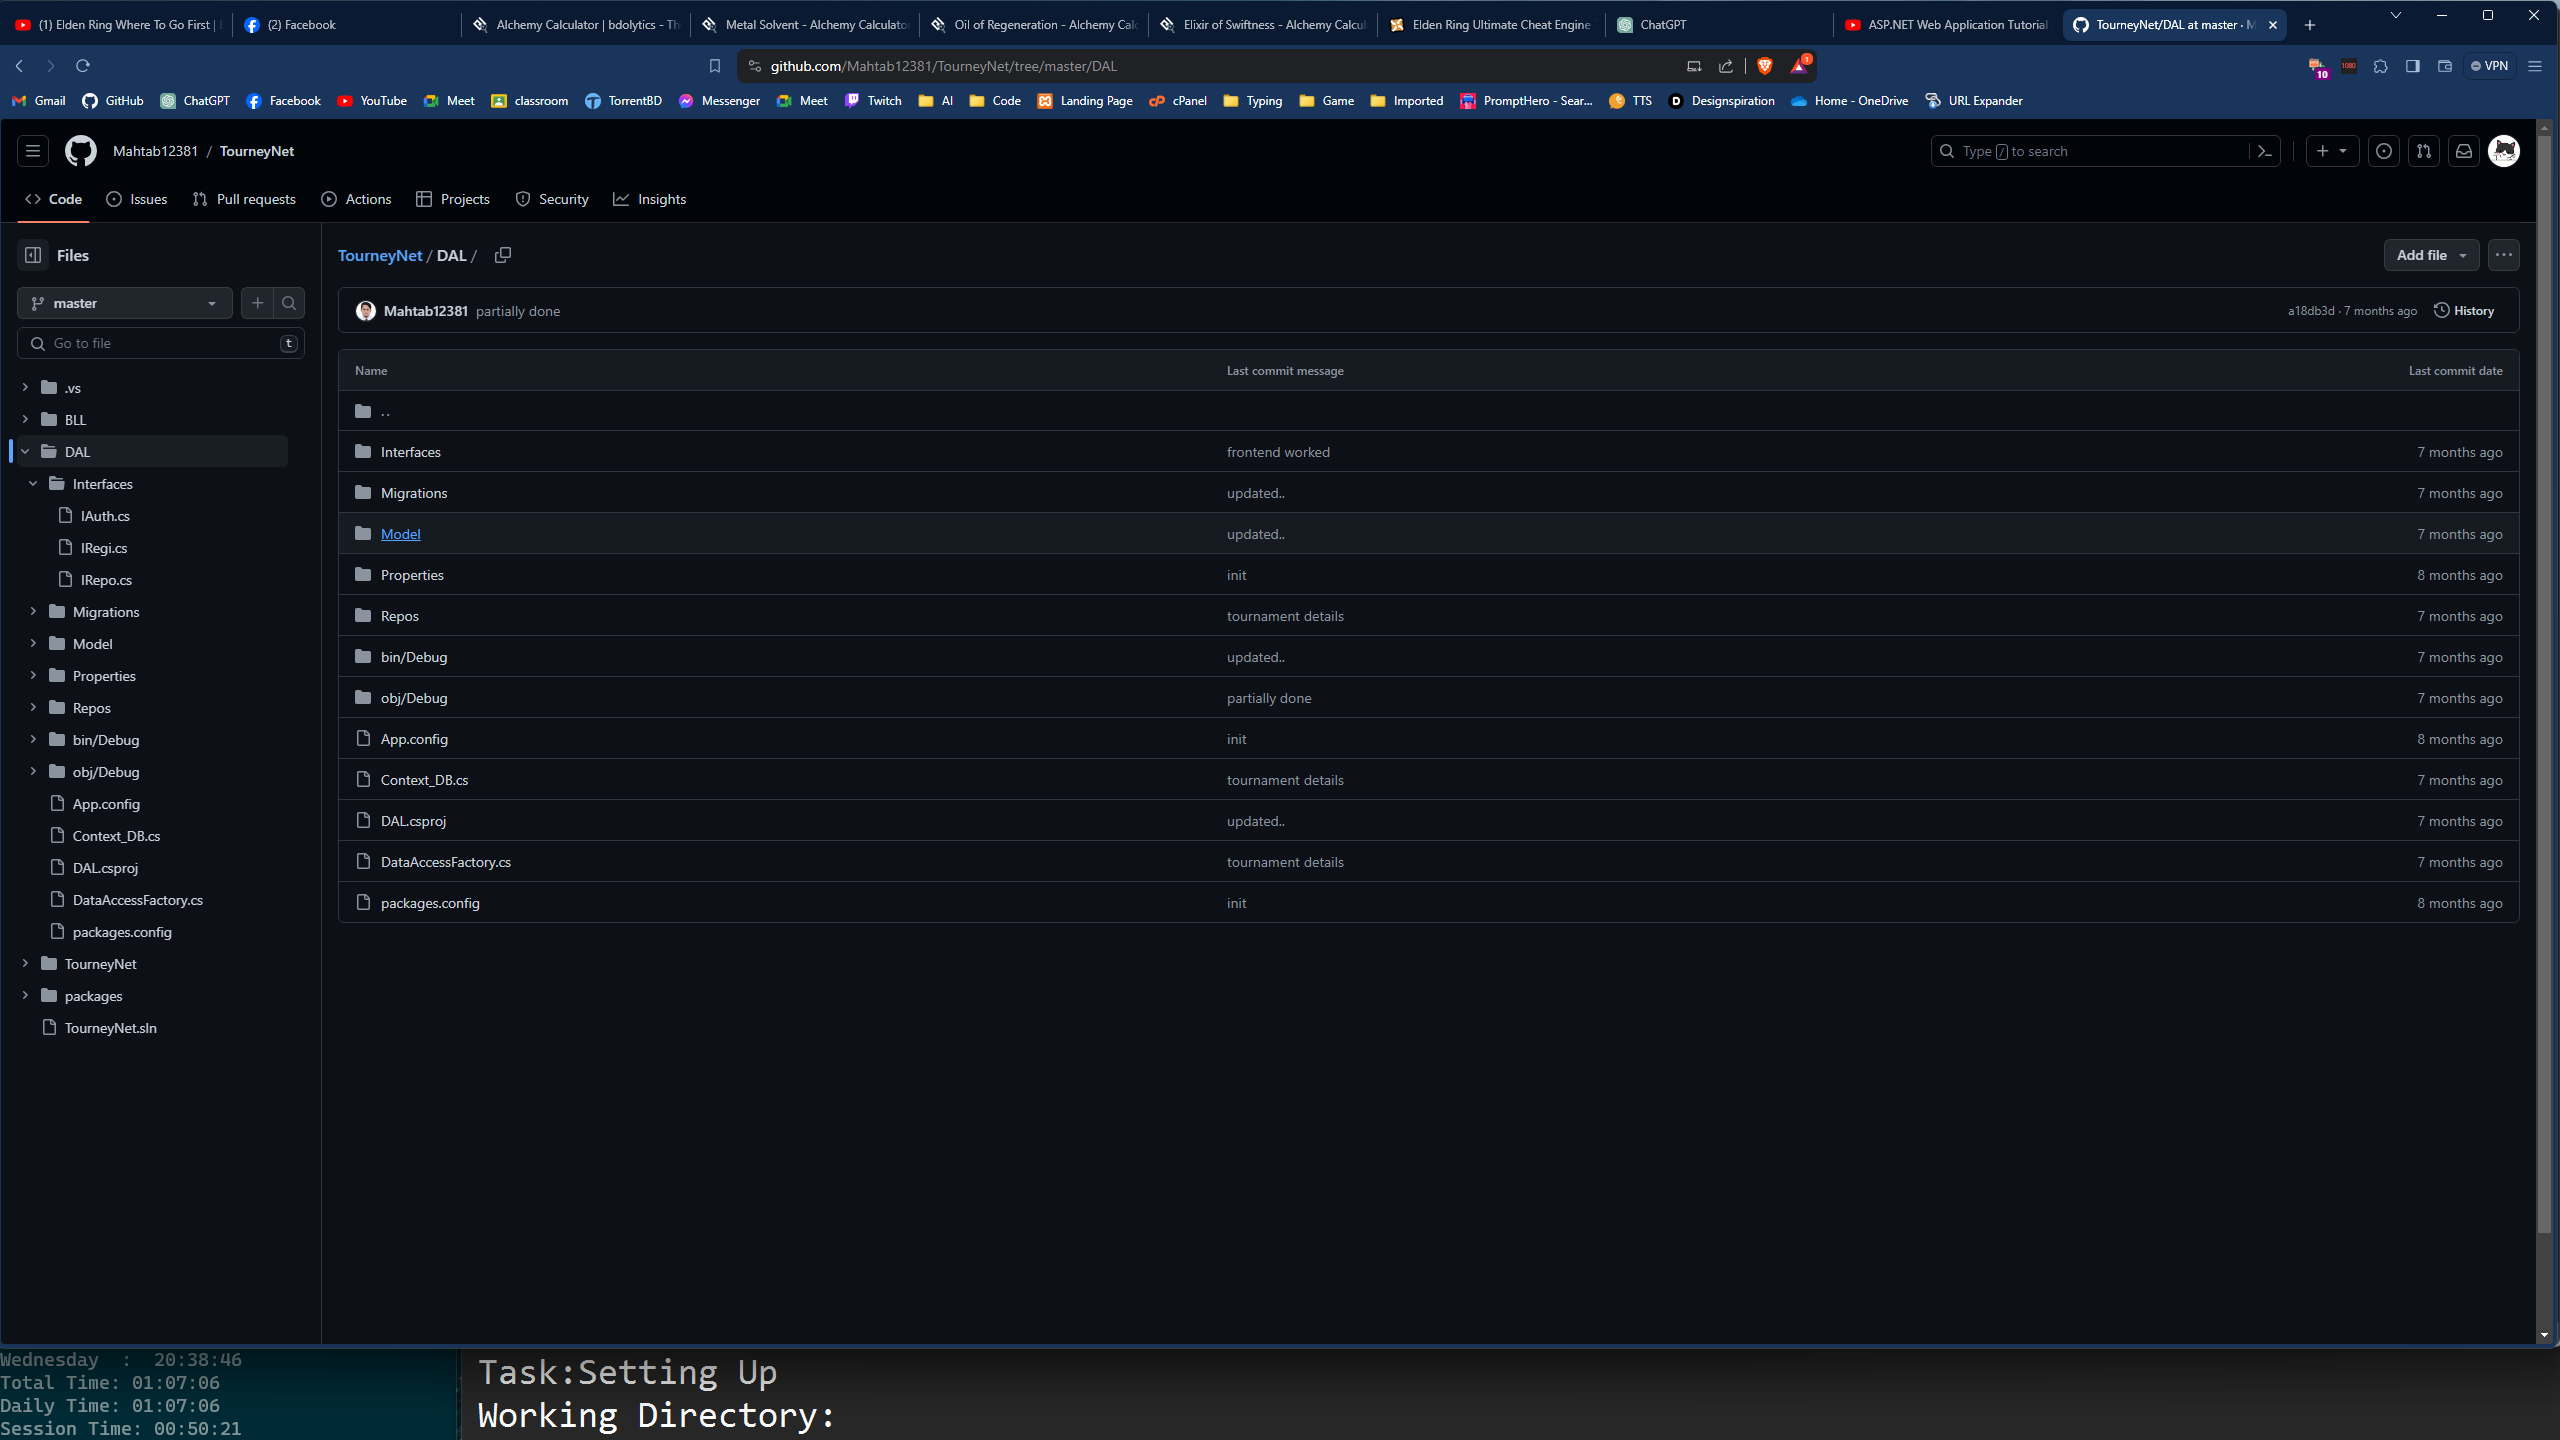 (1) Elden Ring Where To Go First |
(2) Facebook
Alchemy Calculator | bdolytics - Th
Metal Solvent - Alchemy Calculator
Oil of Regeneration - Alchemy Calc
Elixir of Swiftness - Alchemy Calcul
Elden Ring Ultimate Cheat Engine
ChatGPT
ASP.NET Web Application Tutorial
TourneyNet/DAL at master · M
github.com/Mahtab12381/TourneyNet/tree/master/DAL
1
10
1080
VPN
Gmail GitHub ChatGPT Facebook YouTube Meet classroom TorrentBD Messenger Meet Twitch AI Code Landing Page cPanel Typing Game Imported PromptHero - Sear... TTS Designspiration Home - OneDrive URL Expander
Mahtab12381 / TourneyNet
Type / to search
Code Issues Pull requests Actions Projects Security Insights
Files
master
Go to file t
.vs
BLL
DAL
Interfaces
IAuth.cs
IRegi.cs
IRepo.cs
Migrations
Model
Properties
Repos
bin/Debug
obj/Debug
App.config
Context_DB.cs
DAL.csproj
DataAccessFactory.cs
packages.config
TourneyNet
packages
TourneyNet.sln
TourneyNet / DAL /
Add file
Mahtab12381 partially done a18db3d · 7 months ago History
Name Last commit message Last commit date
..
Interfaces frontend worked 7 months ago
Migrations updated.. 7 months ago
Model updated.. 7 months ago
Properties init 8 months ago
Repos tournament details 7 months ago
bin/Debug updated.. 7 months ago
obj/Debug partially done 7 months ago
App.config init 8 months ago
Context_DB.cs tournament details 7 months ago
DAL.csproj updated.. 7 months ago
DataAccessFactory.cs tournament details 7 months ago
packages.config init 8 months ago
Wednesday : 20:38:46
Total Time: 01:07:06
Daily Time: 01:07:06
Session Time: 00:50:21
Task:Setting Up
Working Directory: